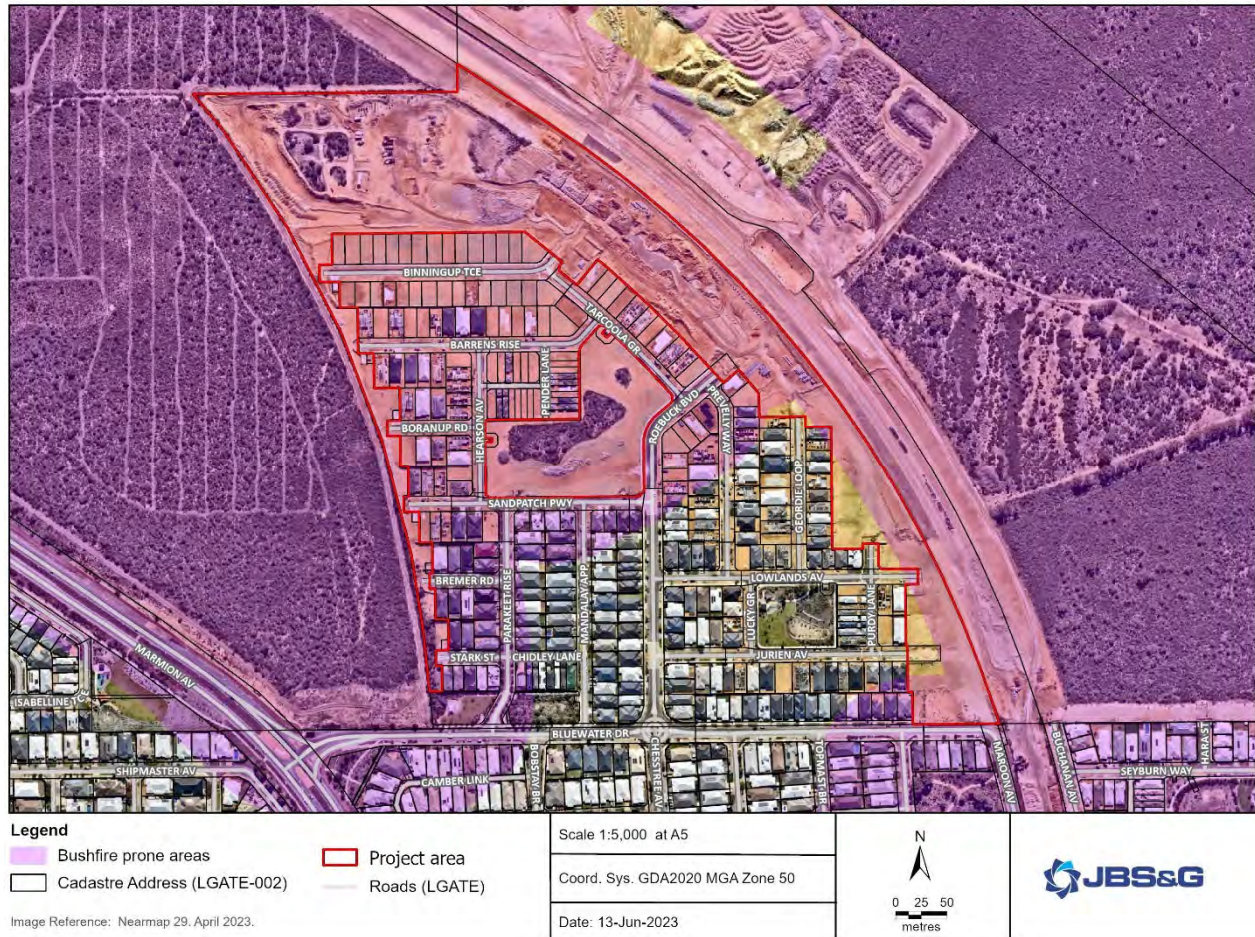 BINNINGUP TCE
TARCOOLA GR
BARRENS RISE
PENDER LANE
HEARSON AV
BORANUP RD
ROEBUCK BVD
PREVELLY WAY
GEORDIE LOOP
SANDPATCH PWY
BREMER RD
PARAKEET RISE
MANDALAY APP
LOWLANDS AV
LUCKY GR
PURDY LANE
STARK ST
CHIDLEY LANE
JURIEN AV
MARMION AV
ISABELLINE TCE
BLUEWATER DR
SHIPMASTER AV
CAMBER LINK
BOBSTAY BR
CHESSTREE AV
TOPMAST BR
MAROON AV
BUCHANAN AV
SEYBURN WAY
HARA ST
Legend
Bushfire prone areas
Project area
Cadastre Address (LGATE-002)
Roads (LGATE)
Image Reference: Nearmap 29. April 2023.
Scale 1:5,000 at A5
Coord. Sys. GDA2020 MGA Zone 50
Date: 13-Jun-2023
N
0 25 50
metres
JBS&G